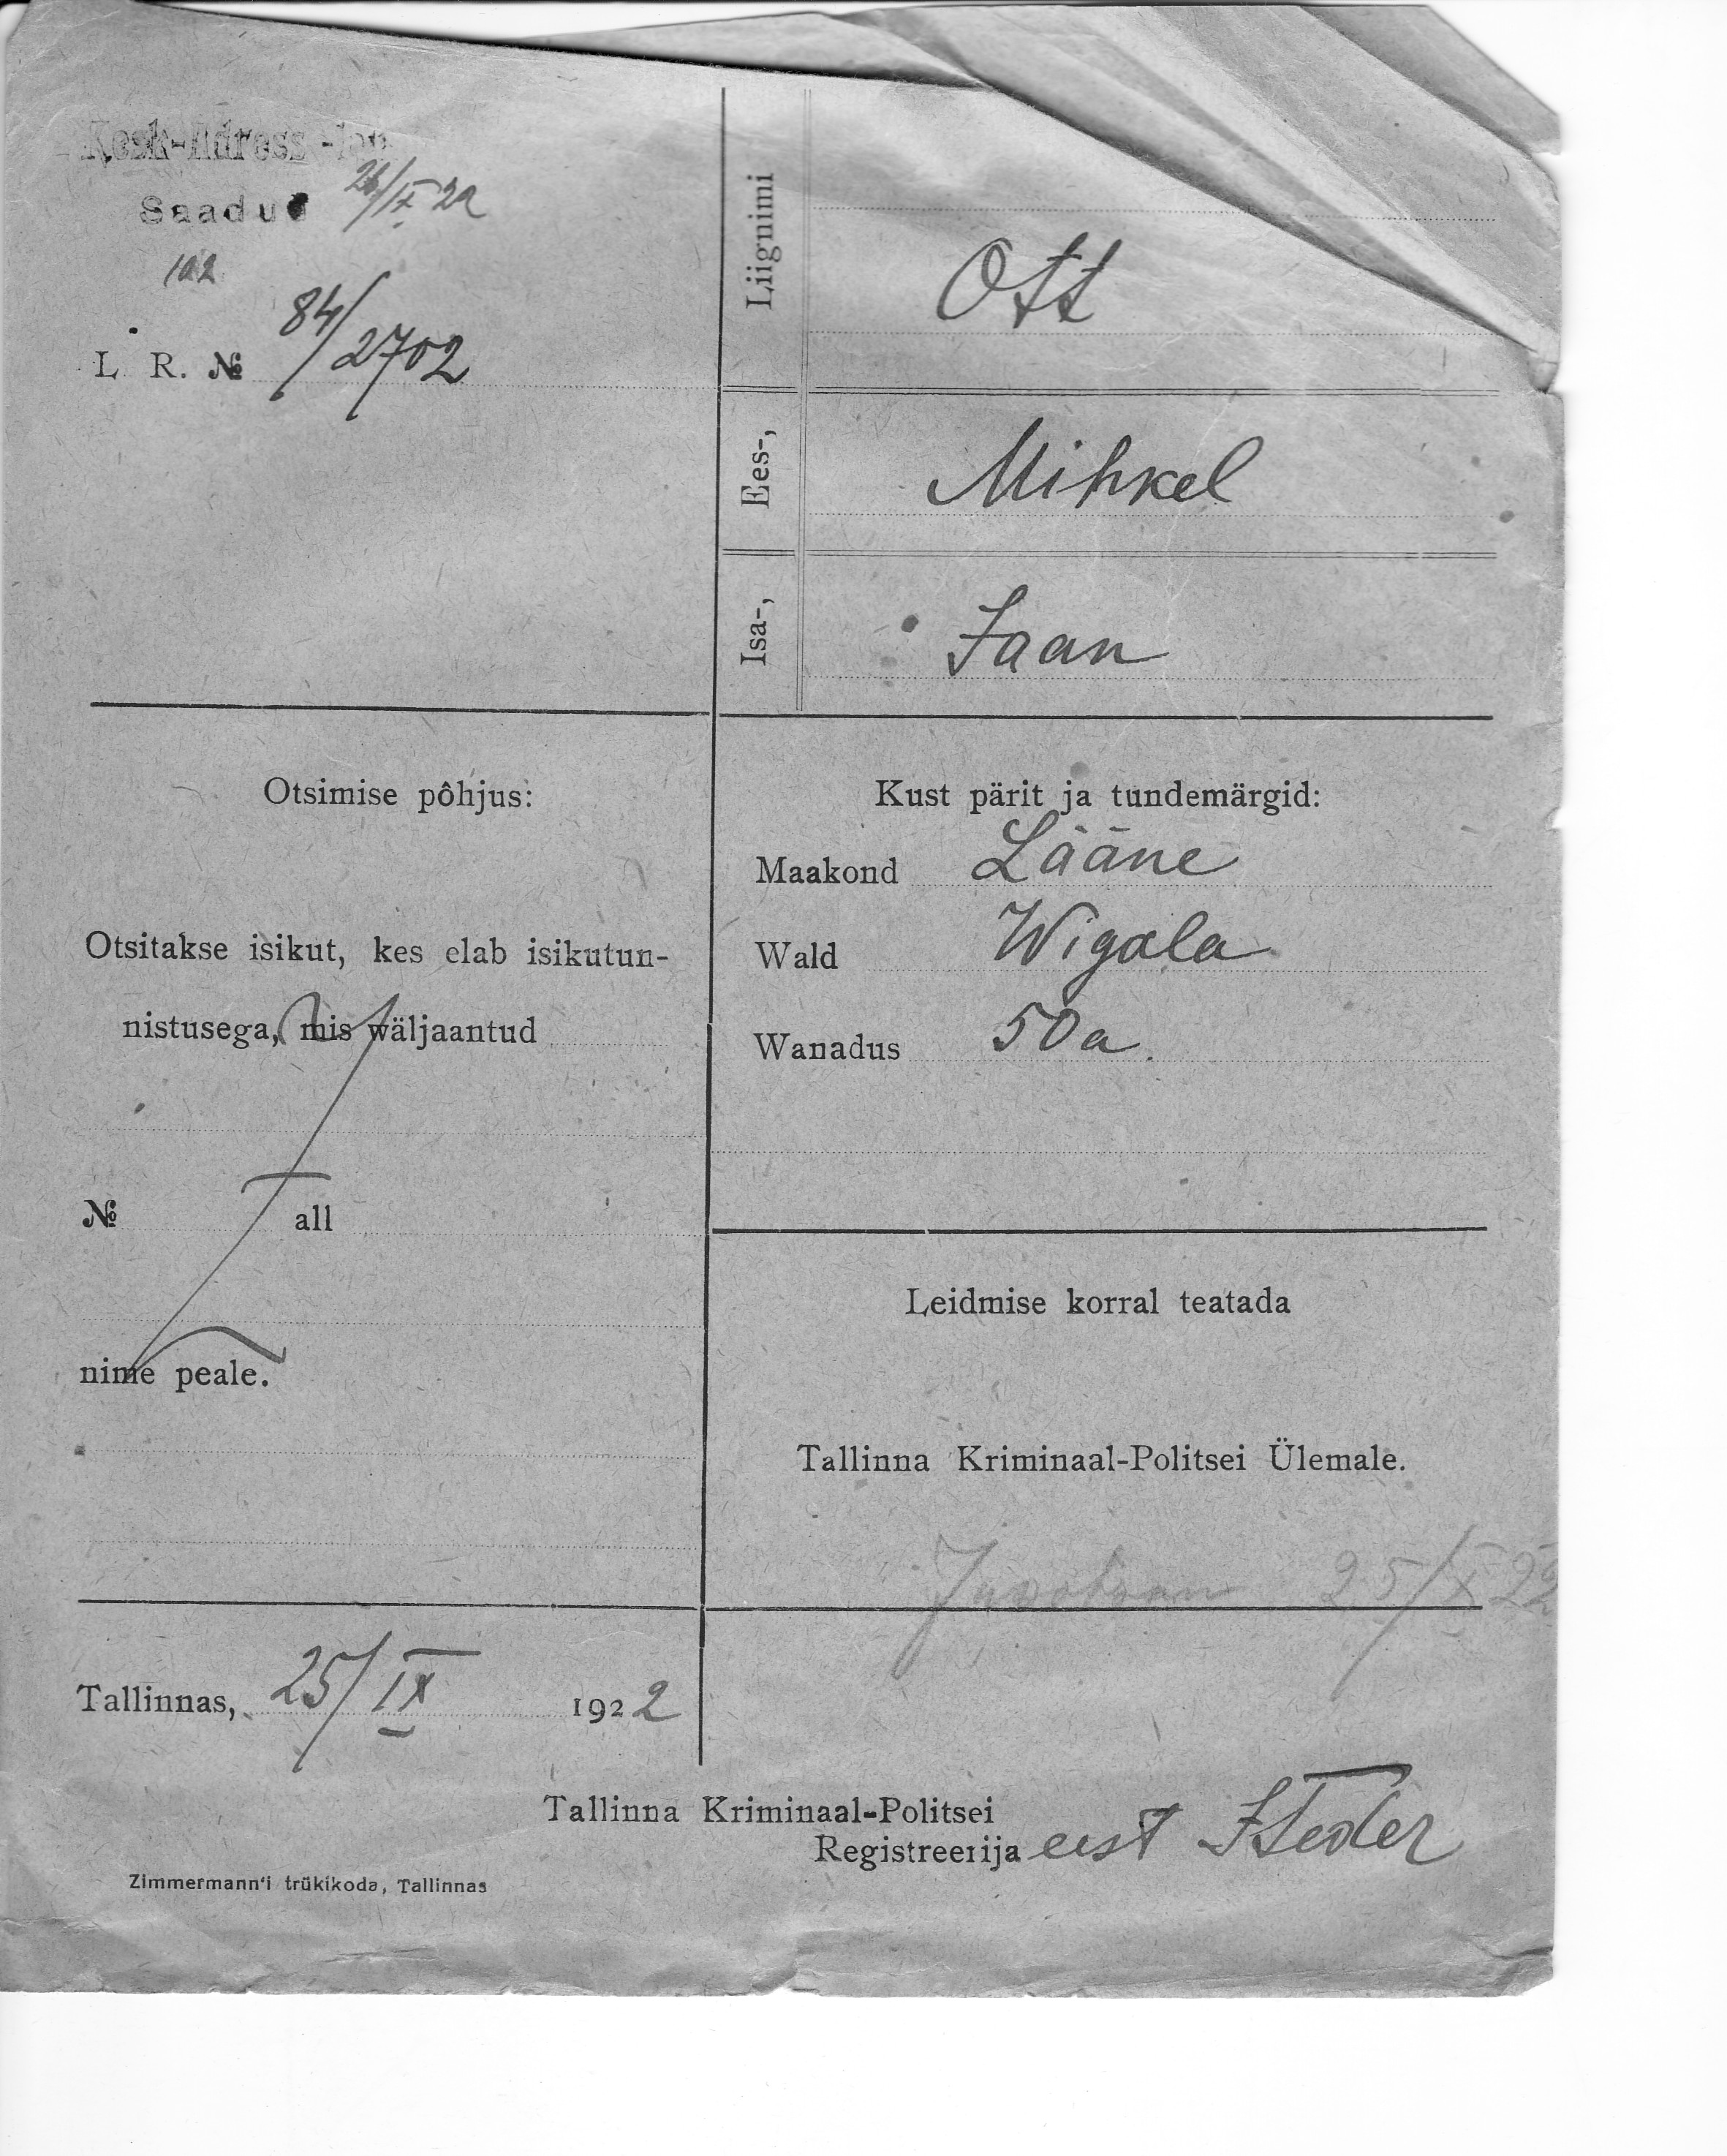 Kesk-Adress-
Saadud 26/IX 22
102
L. R. № 84/2702
Liignimi Ott
Ees-, Mihkel
Isa-, Jaan
Otsimise põhjus:
Otsitakse isikut, kes elab isikutun-
nistusega, mis wäljaantud
№ all
nime peale.
Kust pärit ja tundemärgid:
Maakond Lääne
Wald Wigala
Wanadus 50 a.
Leidmise korral teatada
Tallinna Kriminaal-Politsei Ülemale.
25/X 22
Tallinnas, 25/IX 1922
Tallinna Kriminaal-Politsei
Registreerija eest
Zimmermann'i trükikoda, Tallinnas